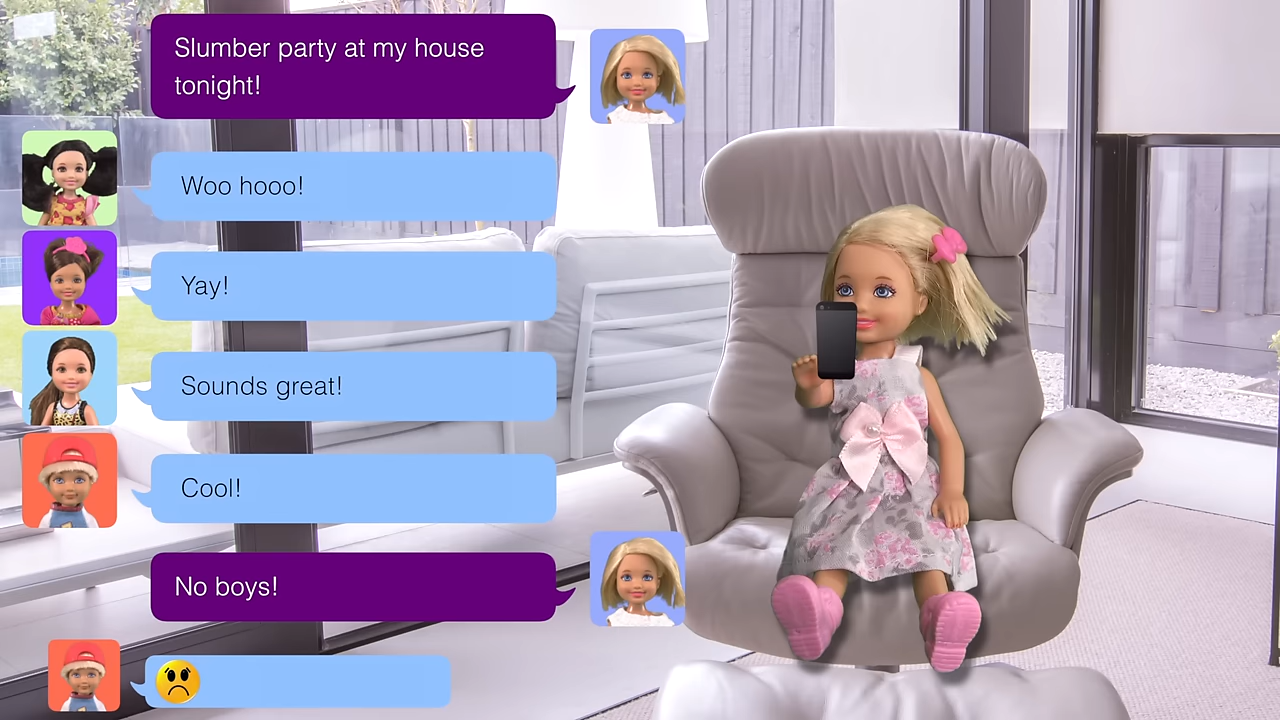 Slumber party at my house
tonight!
Woo hooo!
Yay!
Sounds great!
Cool!
No boys!